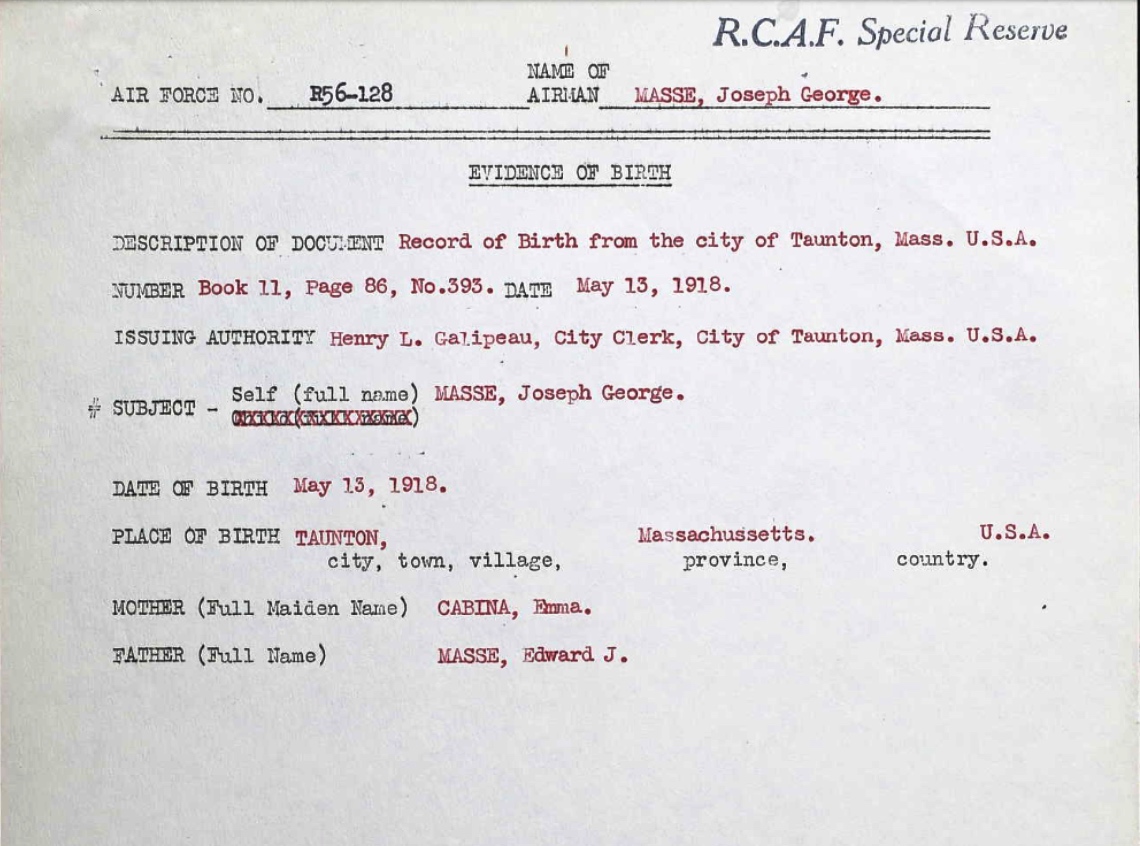 R.C.A.F. Special Reserve
NAME OF
AIR FORCE NO. R56-128 AIRMAN MASSE, Joseph George.
EVIDENCE OF BIRTH
DESCRIPTION OF DOCUMENT Record of Birth from the city of Taunton, Mass. U.S.A.
NUMBER Book 11, Page 86, No.393. DATE May 13, 1918.
ISSUING AUTHORITY Henry L. Galipeau, City Clerk, City of Taunton, Mass. U.S.A.
Self (full name) MASSE, Joseph George.
# SUBJECT -
DATE OF BIRTH May 13, 1918.
PLACE OF BIRTH TAUNTON, Massachussetts. U.S.A.
city, town, village, province, country.
MOTHER (Full Maiden Name) CABINA, Emma.
FATHER (Full Name) MASSE, Edward J.